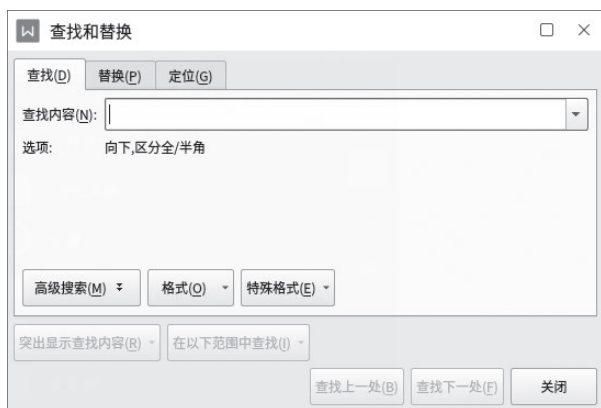 查找和替换
查找(D) 替换(P) 定位(G)
查找内容(N):
选项: 向下,区分全/半角
高级搜索(M) 格式(O) 特殊格式(E)
突出显示查找内容(R) 在以下范围中查找(I)
查找上一处(B) 查找下一处(F) 关闭